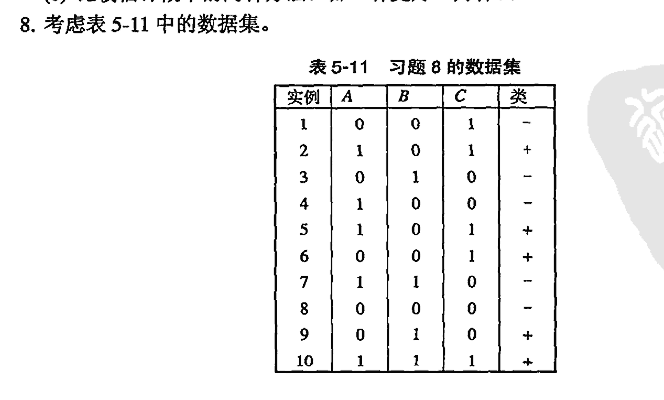 8. 考虑表 5-11 中的数据集。
表 5-11 习题 8 的数据集
实例 A B C 类
1 0 0 1 −
2 1 0 1 +
3 0 1 0 −
4 1 0 0 −
5 1 0 1 +
6 0 0 1 +
7 1 1 0 −
8 0 0 0 −
9 0 1 0 +
10 1 1 1 +